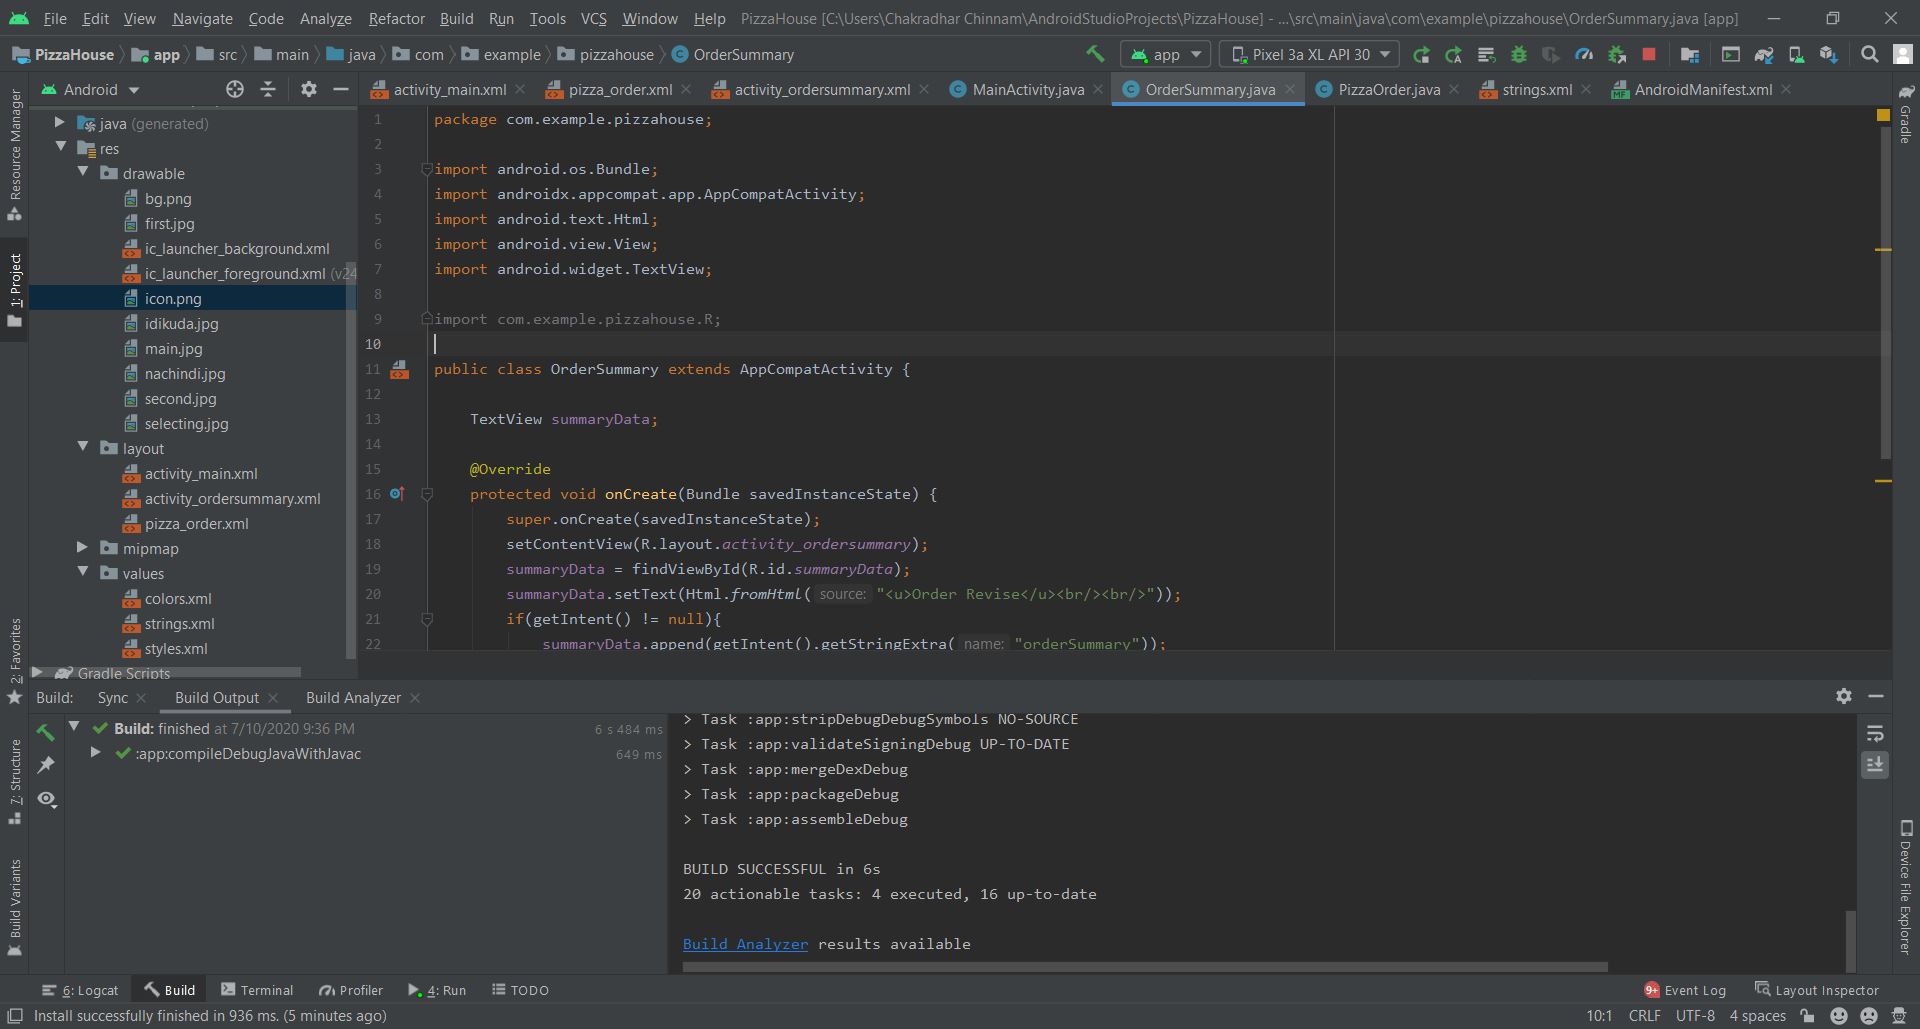 File Edit View Navigate Code Analyze Refactor Build Run Tools VCS Window Help PizzaHouse [C:\Users\Chakradhar Chinnam\AndroidStudioProjects\PizzaHouse] - ...\src\main\java\com\example\pizzahouse\OrderSummary.java [app]
PizzaHouse app src main java com example pizzahouse OrderSummary app Pixel 3a XL API 30
Android activity_main.xml pizza_order.xml activity_ordersummary.xml MainActivity.java OrderSummary.java PizzaOrder.java strings.xml AndroidManifest.xml
Resource Manager
1: Project
2: Favorites
7: Structure
Build Variants
java (generated)
res
drawable
bg.png
first.jpg
ic_launcher_background.xml
ic_launcher_foreground.xml (v24
icon.png
idikuda.jpg
main.jpg
nachindi.jpg
second.jpg
selecting.jpg
layout
activity_main.xml
activity_ordersummary.xml
pizza_order.xml
mipmap
values
colors.xml
strings.xml
styles.xml
Gradle Scripts
1 package com.example.pizzahouse;
2
3 import android.os.Bundle;
4 import androidx.appcompat.app.AppCompatActivity;
5 import android.text.Html;
6 import android.view.View;
7 import android.widget.TextView;
8
9 import com.example.pizzahouse.R;
10
11 public class OrderSummary extends AppCompatActivity {
12
13 TextView summaryData;
14
15 @Override
16 protected void onCreate(Bundle savedInstanceState) {
17 super.onCreate(savedInstanceState);
18 setContentView(R.layout.activity_ordersummary);
19 summaryData = findViewById(R.id.summaryData);
20 summaryData.setText(Html.fromHtml( source: "<u>Order Revise</u><br/><br/>"));
21 if(getIntent() != null){
22 summaryData.append(getIntent().getStringExtra( name: "orderSummary"));
Gradle
Device File Explorer
Build: Sync Build Output Build Analyzer
Build: finished at 7/10/2020 9:36 PM 6 s 484 ms
:app:compileDebugJavaWithJavac 649 ms
> Task :app:stripDebugDebugSymbols NO-SOURCE
> Task :app:validateSigningDebug UP-TO-DATE
> Task :app:mergeDexDebug
> Task :app:packageDebug
> Task :app:assembleDebug
BUILD SUCCESSFUL in 6s
20 actionable tasks: 4 executed, 16 up-to-date
Build Analyzer results available
6: Logcat Build Terminal Profiler 4: Run TODO 9+ Event Log Layout Inspector
Install successfully finished in 936 ms. (5 minutes ago) 10:1 CRLF UTF-8 4 spaces